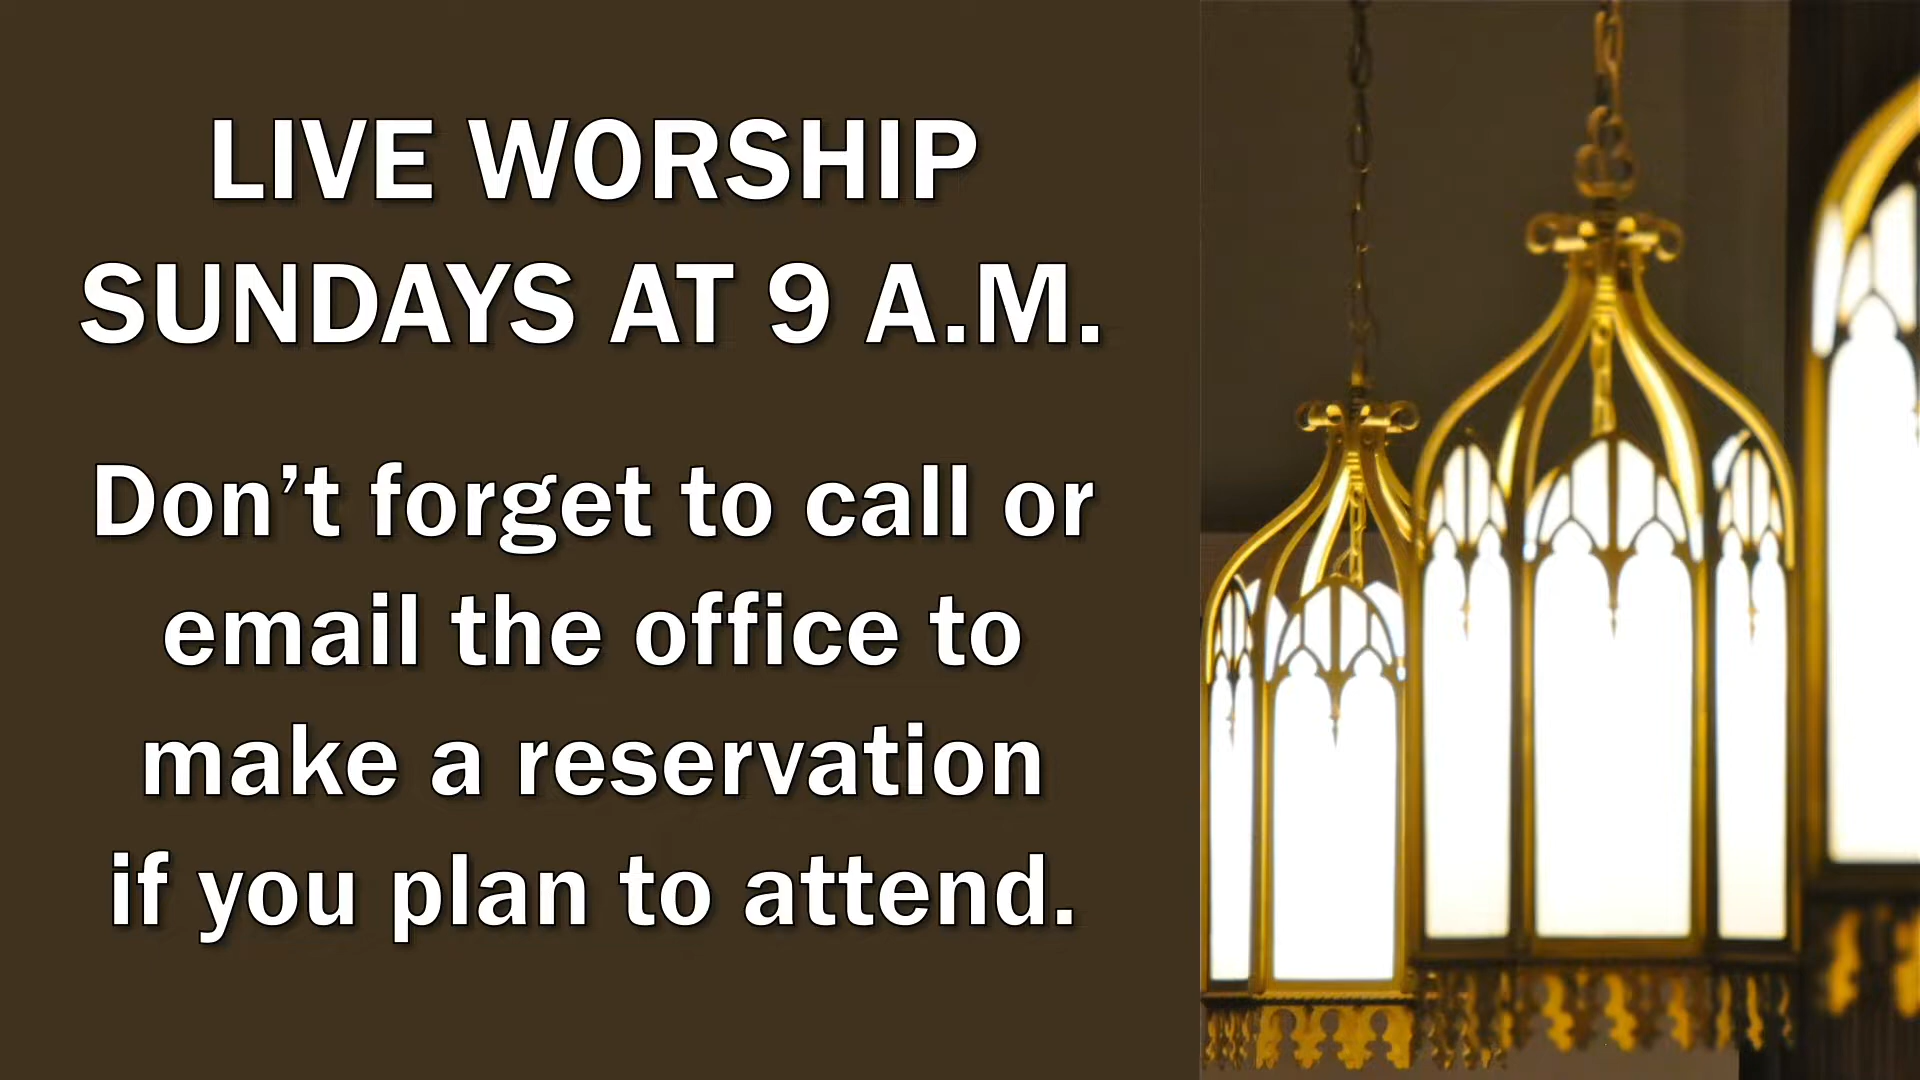 LIVE WORSHIP
SUNDAYS AT 9 A.M.
Don’t forget to call or
email the office to
make a reservation
if you plan to attend.